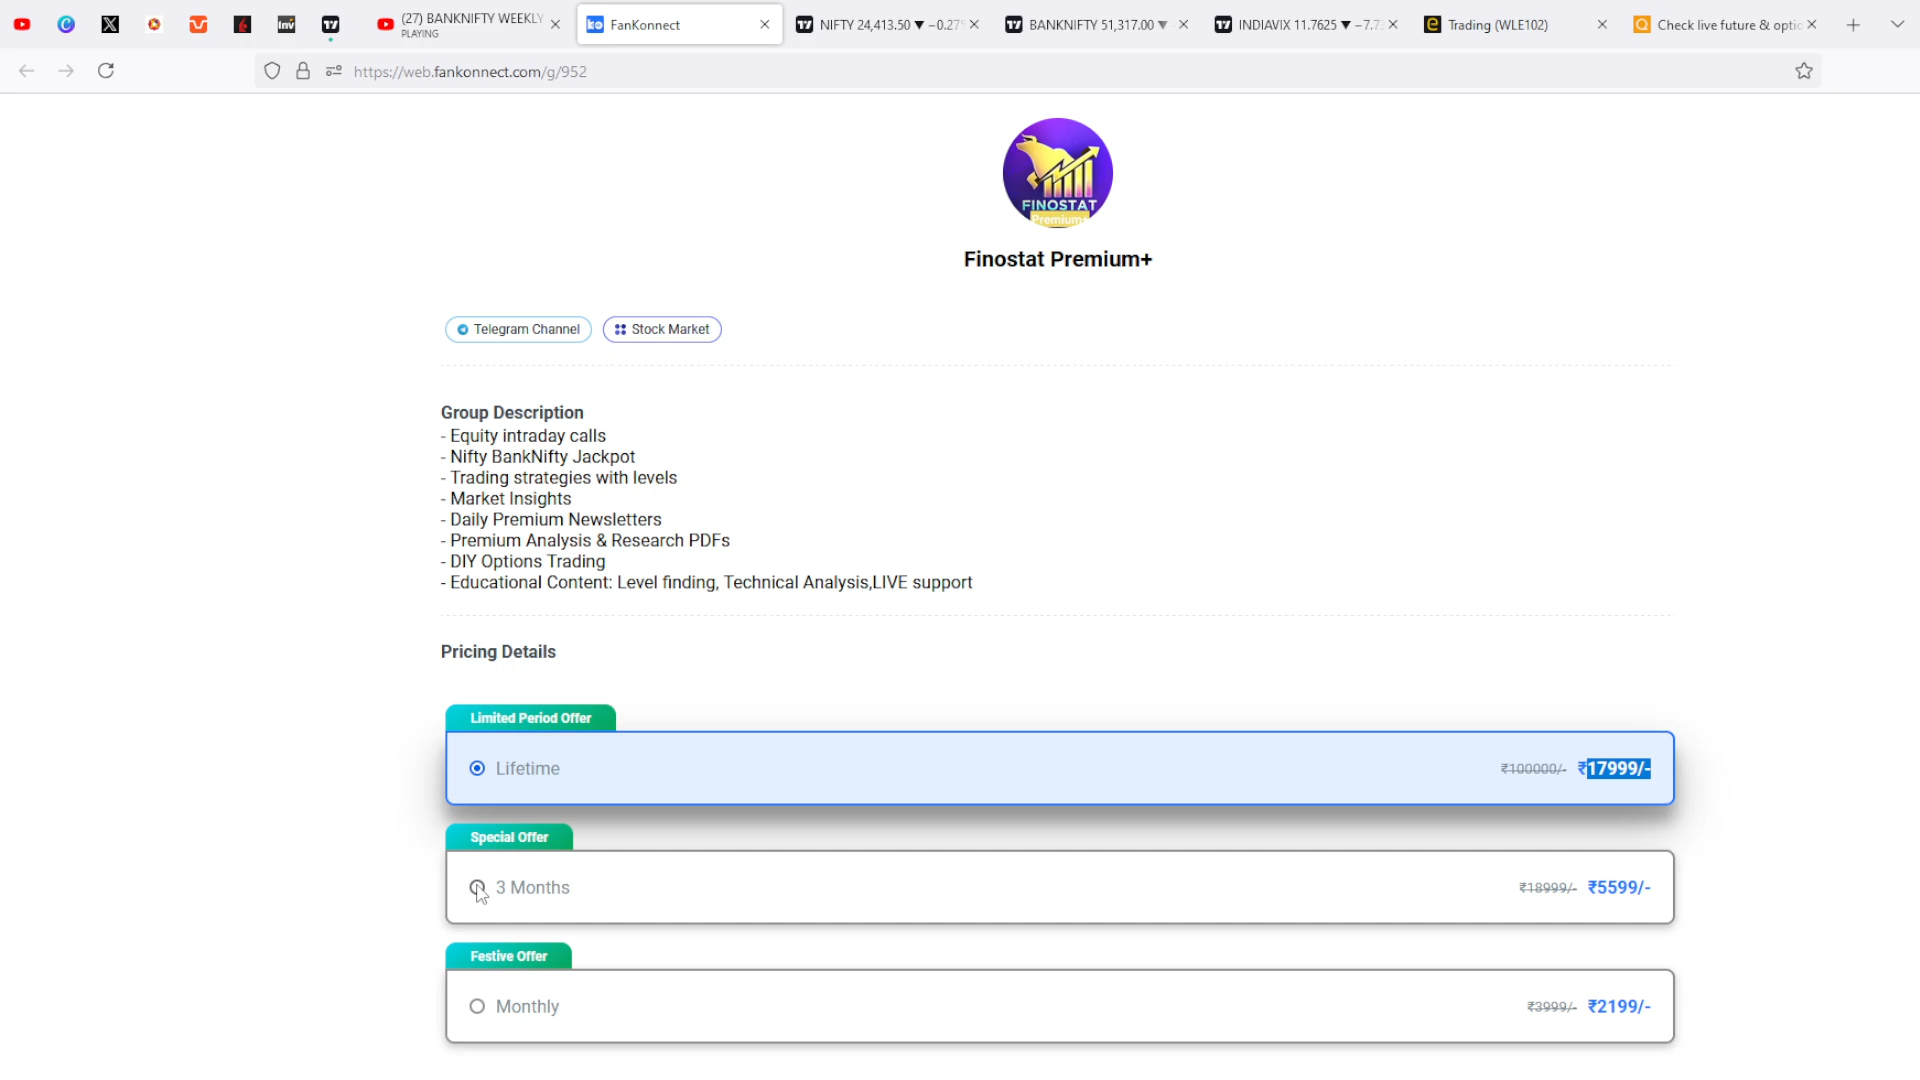 (27) BANKNIFTY WEEKLY
PLAYING
FanKonnect
NIFTY 24,413.50 ▼ −0.27%
BANKNIFTY 51,317.00 ▼
INDIAVIX 11.7625 ▼ −7.7
Trading (WLE102)
Check live future & optio
https://web.fankonnect.com/g/952
FINOSTAT
Premium+
Finostat Premium+
Telegram Channel
Stock Market
Group Description
- Equity intraday calls
- Nifty BankNifty Jackpot
- Trading strategies with levels
- Market Insights
- Daily Premium Newsletters
- Premium Analysis & Research PDFs
- DIY Options Trading
- Educational Content: Level finding, Technical Analysis,LIVE support
Pricing Details
Limited Period Offer
Lifetime ₹100000/- ₹17999/-
Special Offer
3 Months ₹18999/- ₹5599/-
Festive Offer
Monthly ₹3999/- ₹2199/-